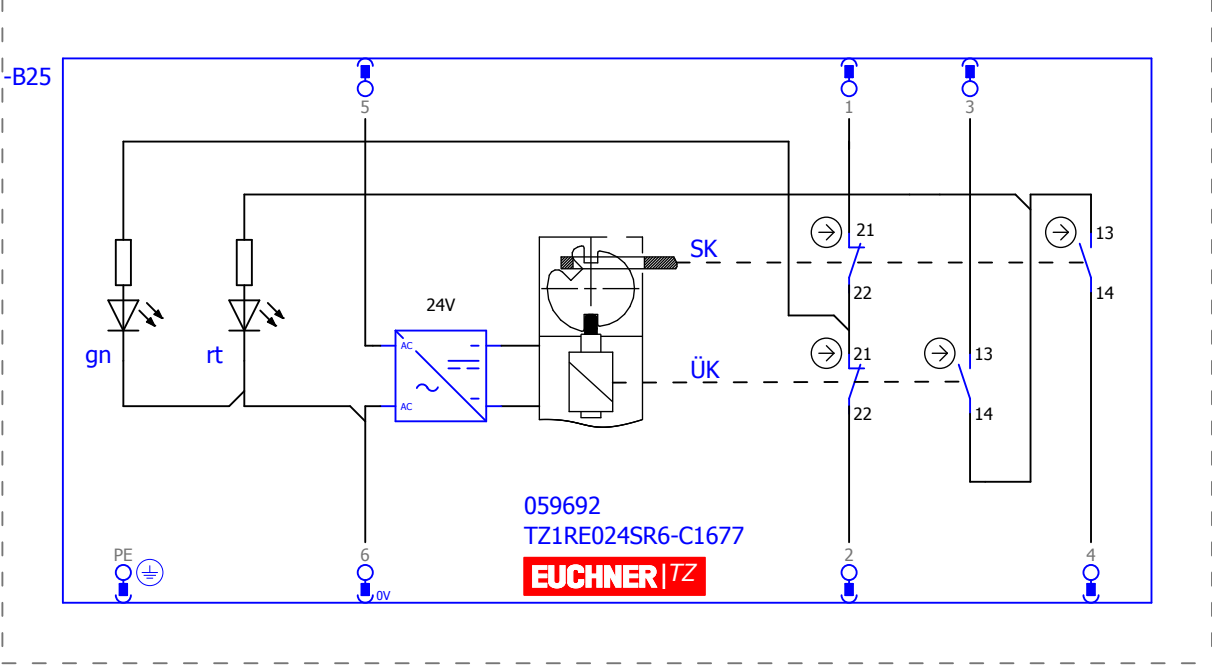 -B25
5
1
3
21
13
SK
22
14
24V
AC
gn
rt
21
13
ÜK
AC
22
14
059692
TZ1RE024SR6-C1677
EUCHNER|TZ
PE
6
0V
2
4